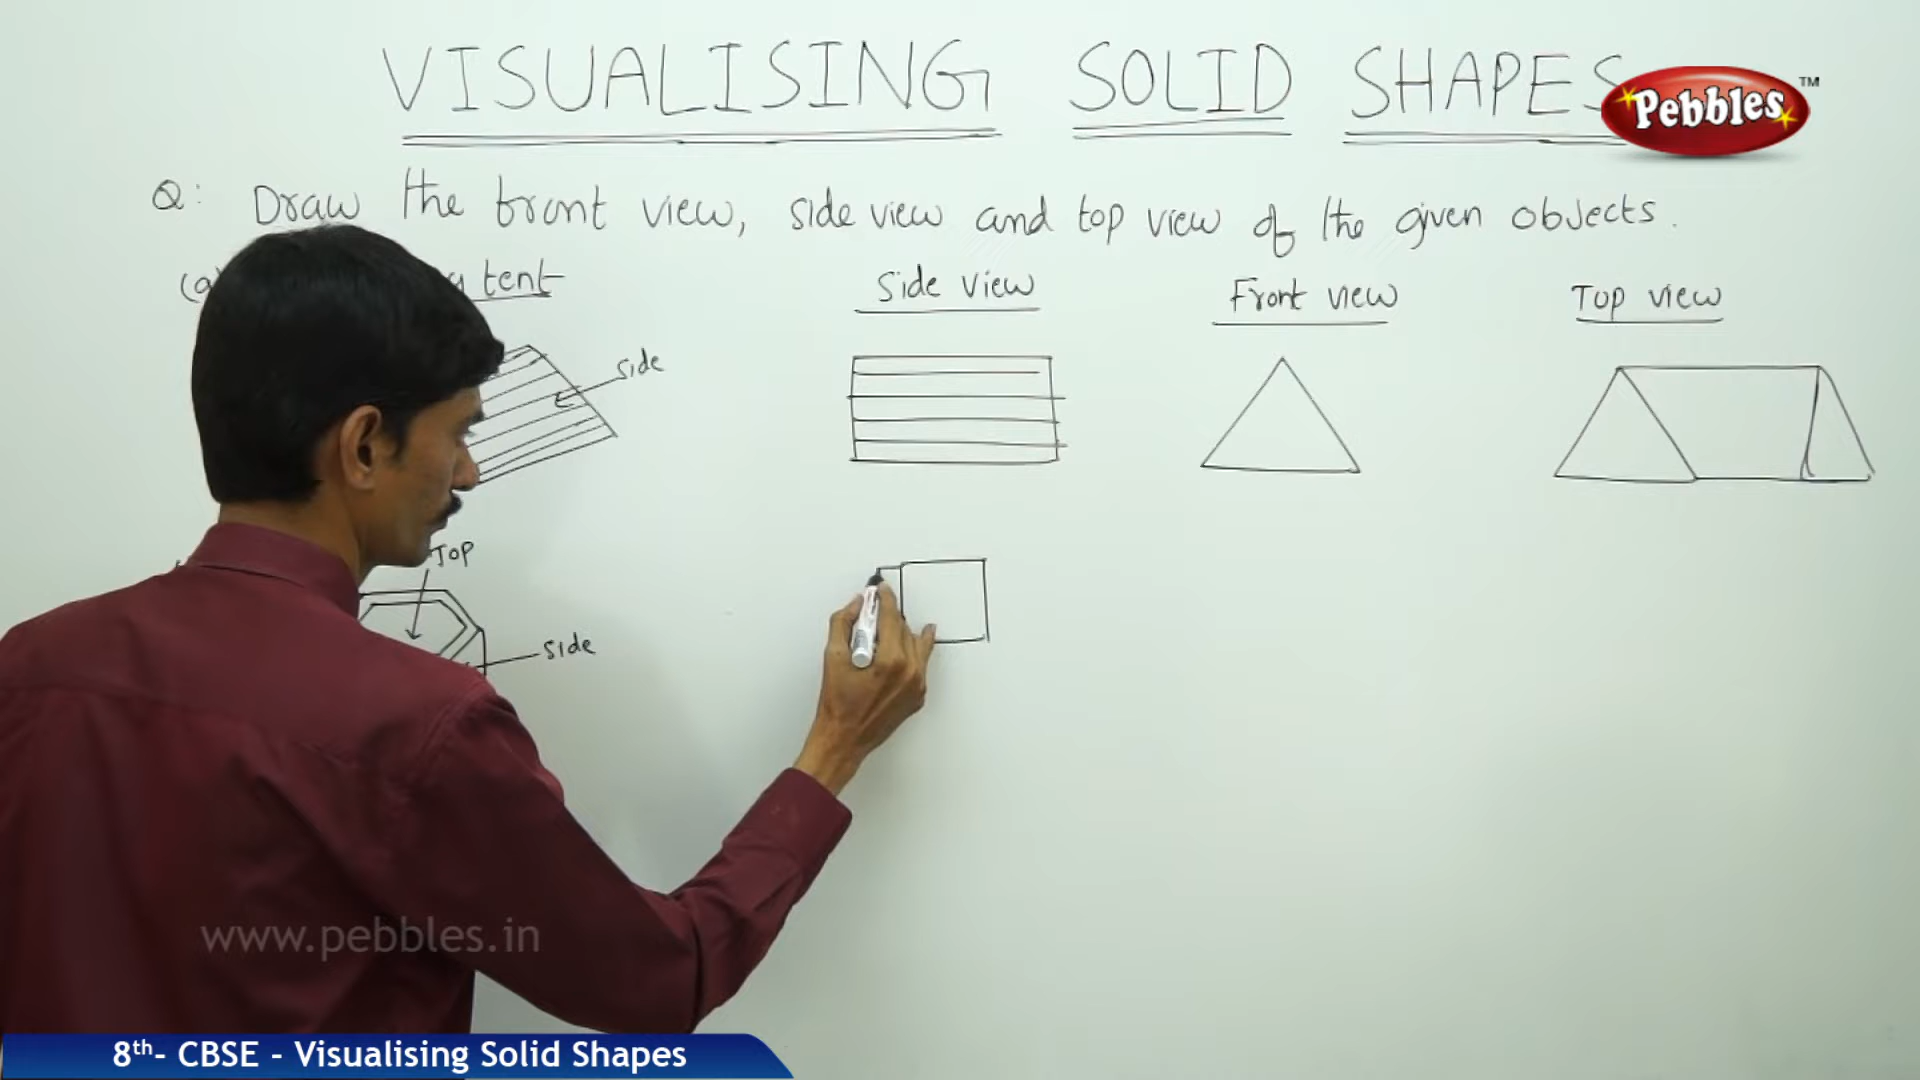 VISUALISING SOLID SHAPES
Pebbles™
Q: Draw the front view, side view and top view of the given objects.
(a) tent
Side view
Front view
Top view
side
Top
side
www.pebbles.in
8th- CBSE - Visualising Solid Shapes